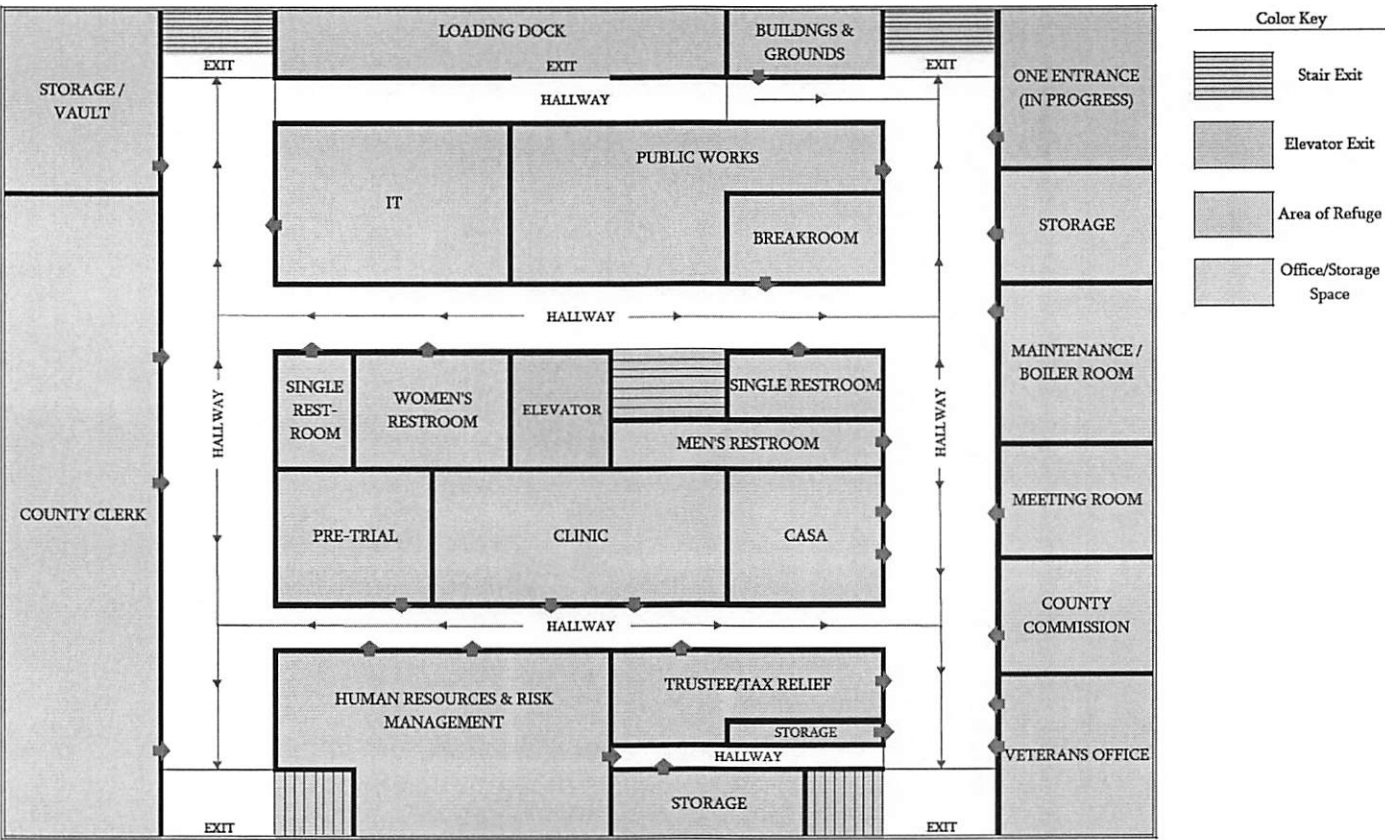 Color Key
Stair Exit
Elevator Exit
Area of Refuge
Office/Storage
Space
LOADING DOCK
BUILDNGS &
GROUNDS
EXIT
EXIT
EXIT
STORAGE /
VAULT
ONE ENTRANCE
(IN PROGRESS)
HALLWAY
PUBLIC WORKS
IT
BREAKROOM
STORAGE
HALLWAY
MAINTENANCE /
BOILER ROOM
SINGLE
REST-
ROOM
WOMEN'S
RESTROOM
ELEVATOR
SINGLE RESTROOM
MEN'S RESTROOM
HALLWAY
HALLWAY
COUNTY CLERK
PRE-TRIAL
CLINIC
CASA
MEETING ROOM
HALLWAY
COUNTY
COMMISSION
HUMAN RESOURCES & RISK
MANAGEMENT
TRUSTEE/TAX RELIEF
STORAGE
HALLWAY
VETERANS OFFICE
STORAGE
EXIT
EXIT